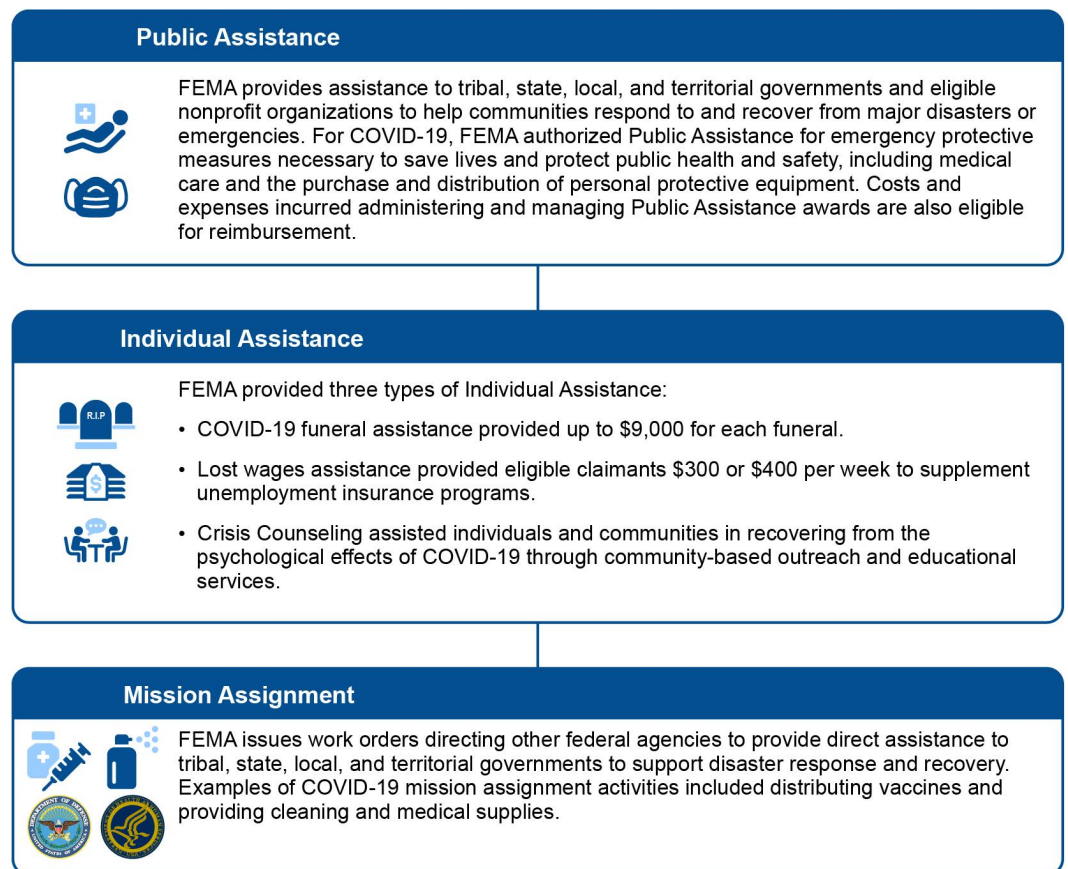 Public Assistance
FEMA provides assistance to tribal, state, local, and territorial governments and eligible
nonprofit organizations to help communities respond to and recover from major disasters or
emergencies. For COVID-19, FEMA authorized Public Assistance for emergency protective
measures necessary to save lives and protect public health and safety, including medical
care and the purchase and distribution of personal protective equipment. Costs and
expenses incurred administering and managing Public Assistance awards are also eligible
for reimbursement.
Individual Assistance
FEMA provided three types of Individual Assistance:
R.I.P
• COVID-19 funeral assistance provided up to $9,000 for each funeral.
$
• Lost wages assistance provided eligible claimants $300 or $400 per week to supplement
unemployment insurance programs.
• Crisis Counseling assisted individuals and communities in recovering from the
psychological effects of COVID-19 through community-based outreach and educational
services.
Mission Assignment
FEMA issues work orders directing other federal agencies to provide direct assistance to
tribal, state, local, and territorial governments to support disaster response and recovery.
Examples of COVID-19 mission assignment activities included distributing vaccines and
providing cleaning and medical supplies.
DEPARTMENT OF DEFENSE
UNITED STATES OF AMERICA